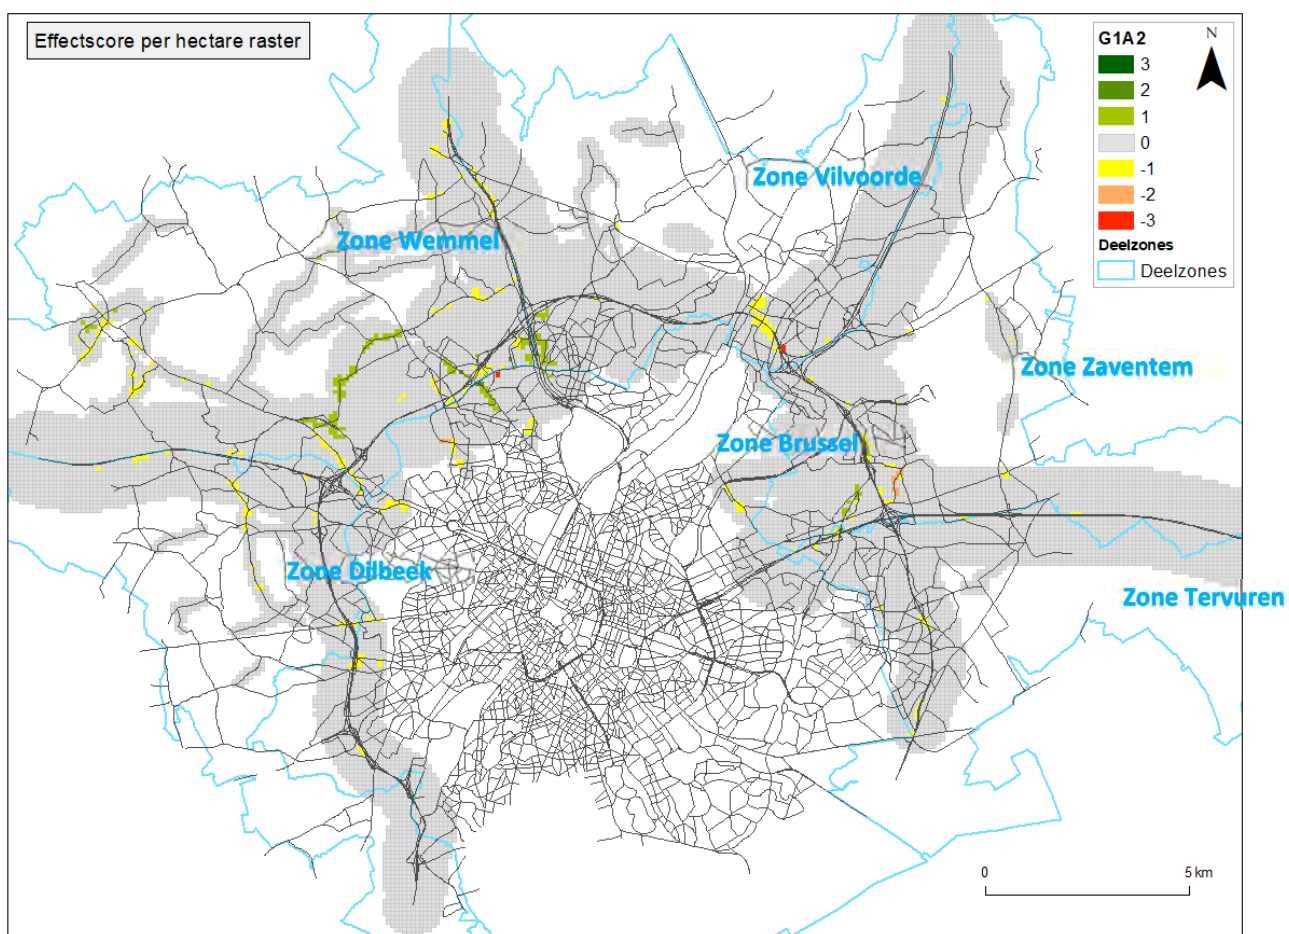 Effectscore per hectare raster
G1A2
N
3
2
1
0
-1
-2
-3
Deelzones
Deelzones
Zone Vilvoorde
Zone Wemmel
Zone Zaventem
Zone Brussel
Zone Dilbeek
Zone Tervuren
0 5 km